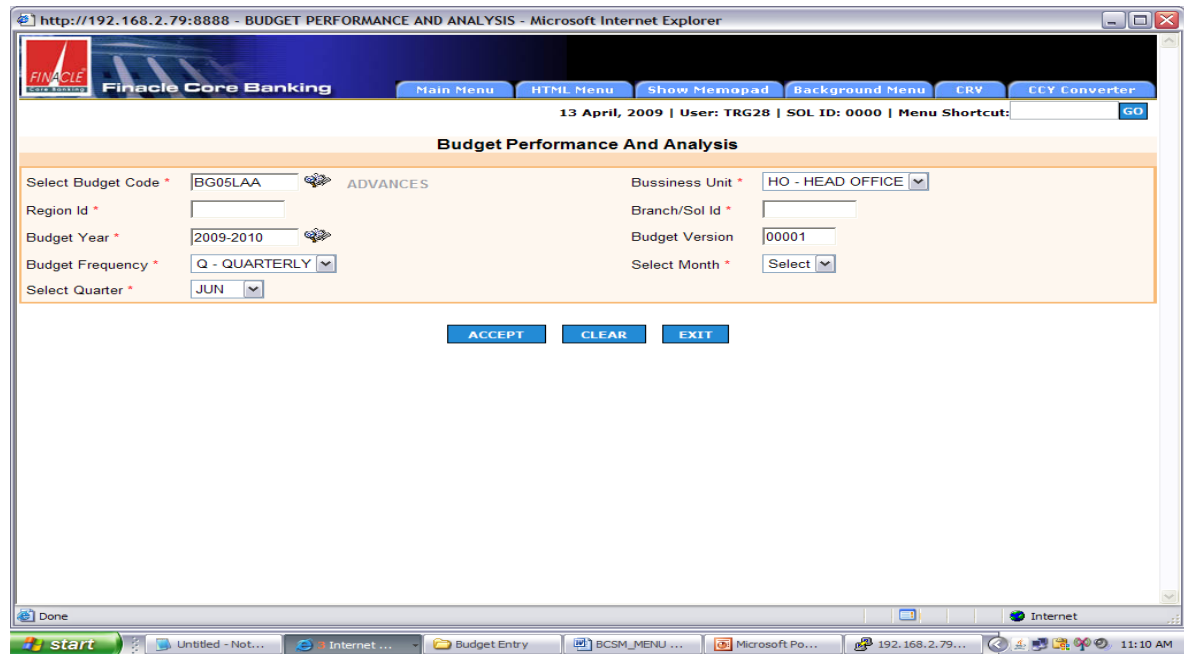 http://192.168.2.79:8888 - BUDGET PERFORMANCE AND ANALYSIS - Microsoft Internet Explorer
FINACLE
Core Banking
Finacle Core Banking
Main Menu HTML Menu Show Memopad Background Menu CRV CCY Converter
13 April, 2009 | User: TRG28 | SOL ID: 0000 | Menu Shortcut: GO
Budget Performance And Analysis
Select Budget Code * BG05LAA ADVANCES Bussiness Unit * HO - HEAD OFFICE
Region Id * Branch/Sol Id *
Budget Year * 2009-2010 Budget Version 00001
Budget Frequency * Q - QUARTERLY Select Month * Select
Select Quarter * JUN
ACCEPT CLEAR EXIT
Done Internet
start Untitled - Not... 3 Internet ... Budget Entry BCSM_MENU ... Microsoft Po... 192.168.2.79... 11:10 AM